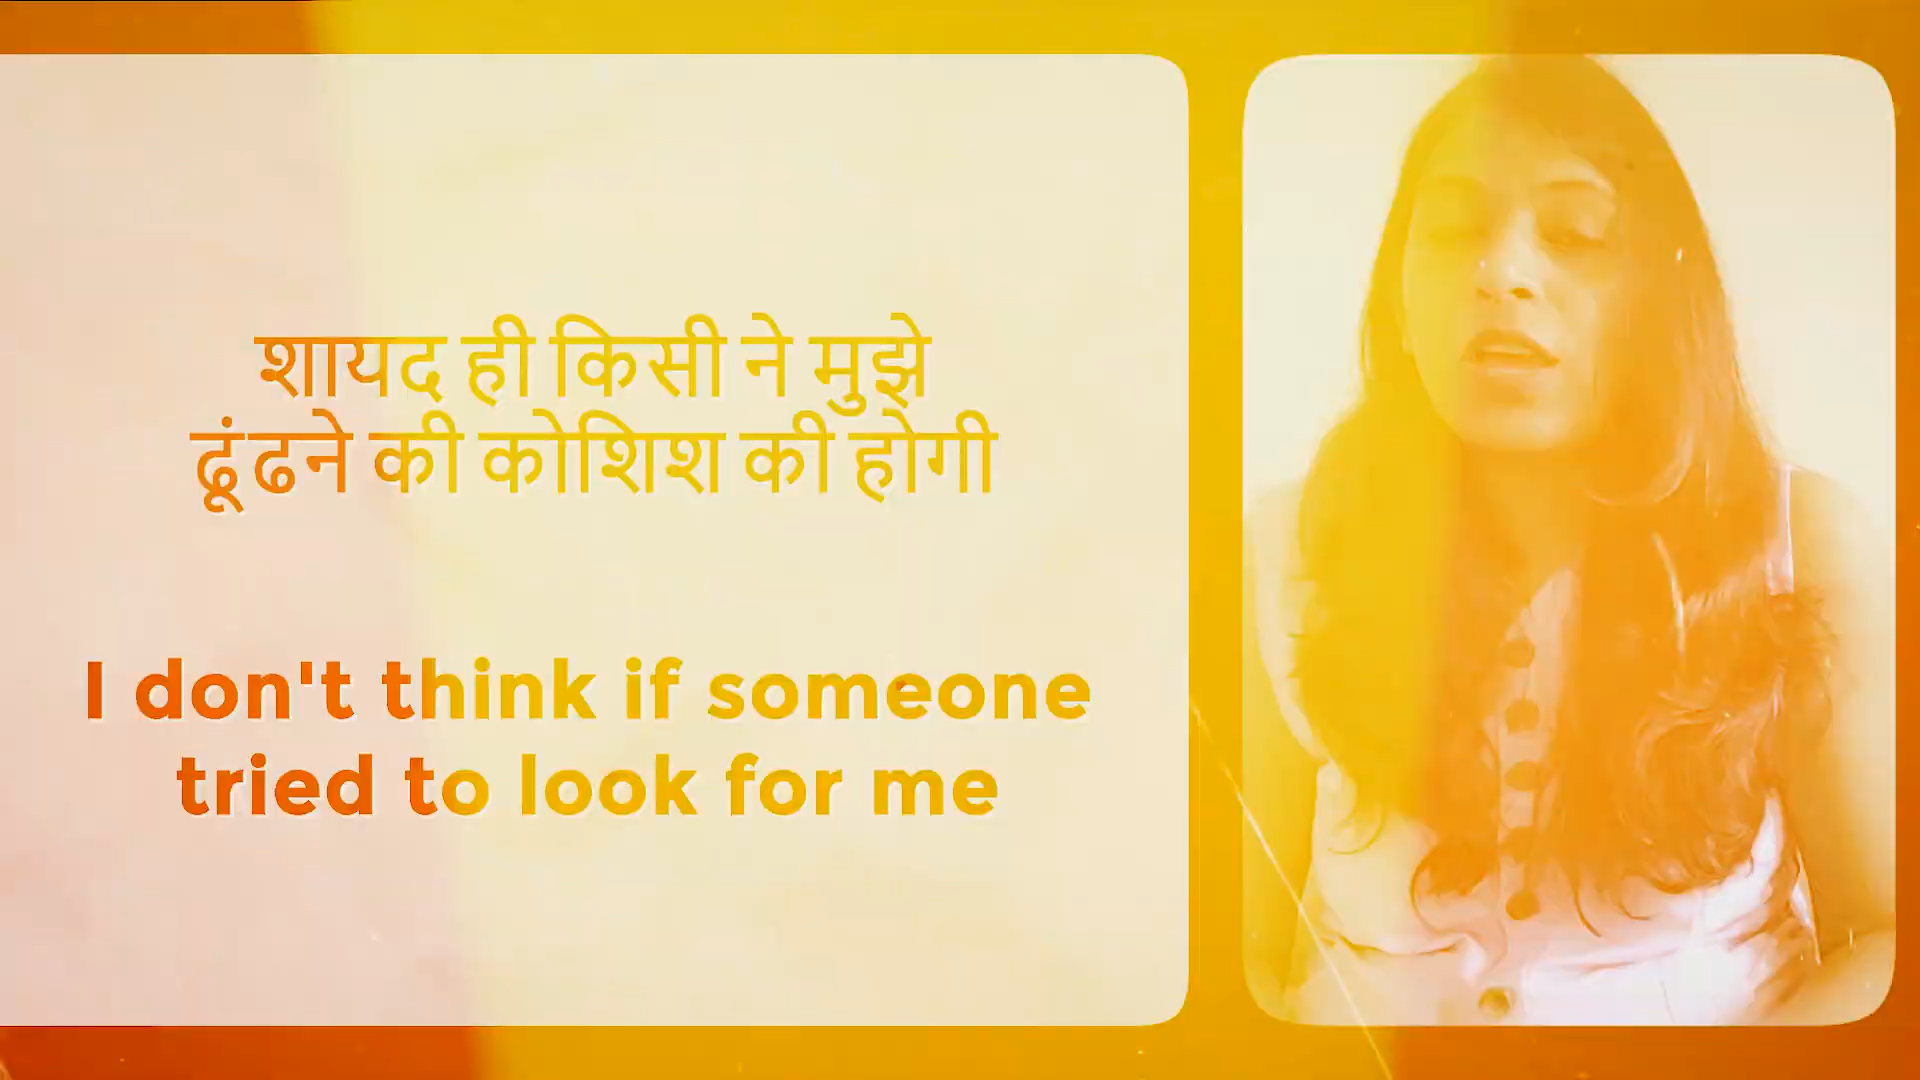 शायद ही किसी ने मुझे
ढूंढने की कोशिश की होगी
I don't think if someone
tried to look for me